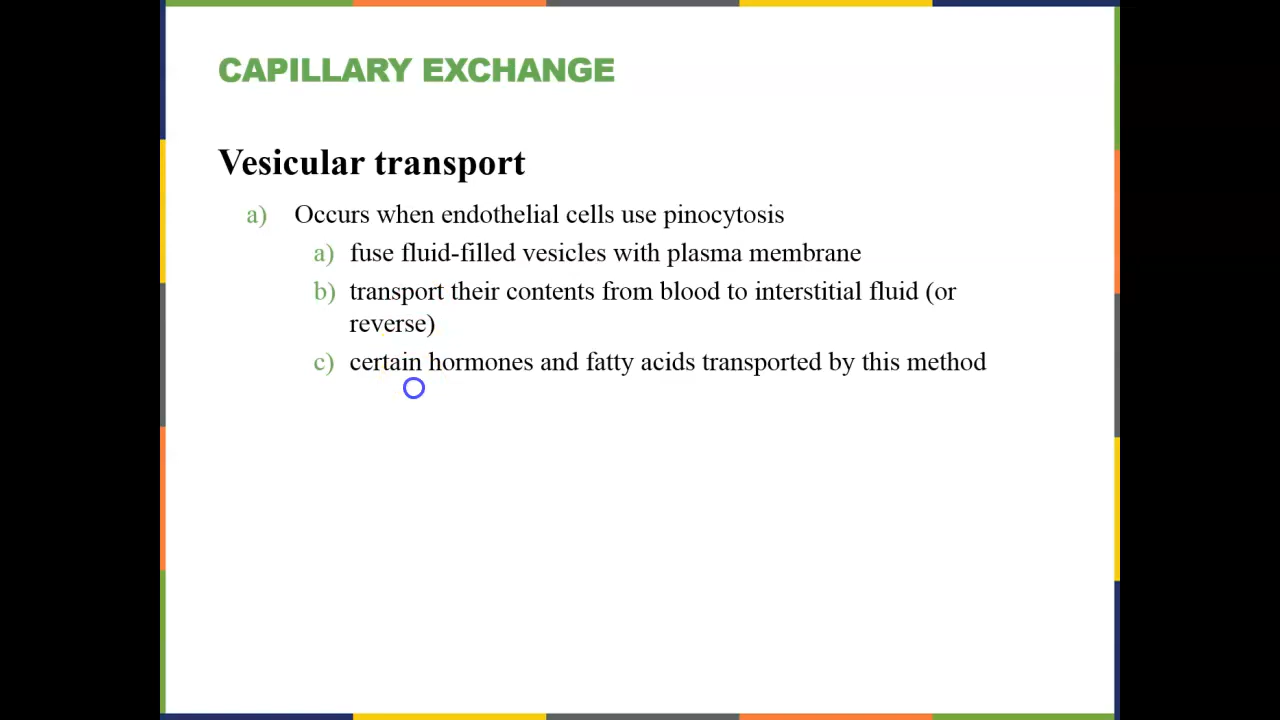 CAPILLARY EXCHANGE
Vesicular transport
a) Occurs when endothelial cells use pinocytosis
a) fuse fluid-filled vesicles with plasma membrane
b) transport their contents from blood to interstitial fluid (or
reverse)
c) certain hormones and fatty acids transported by this method